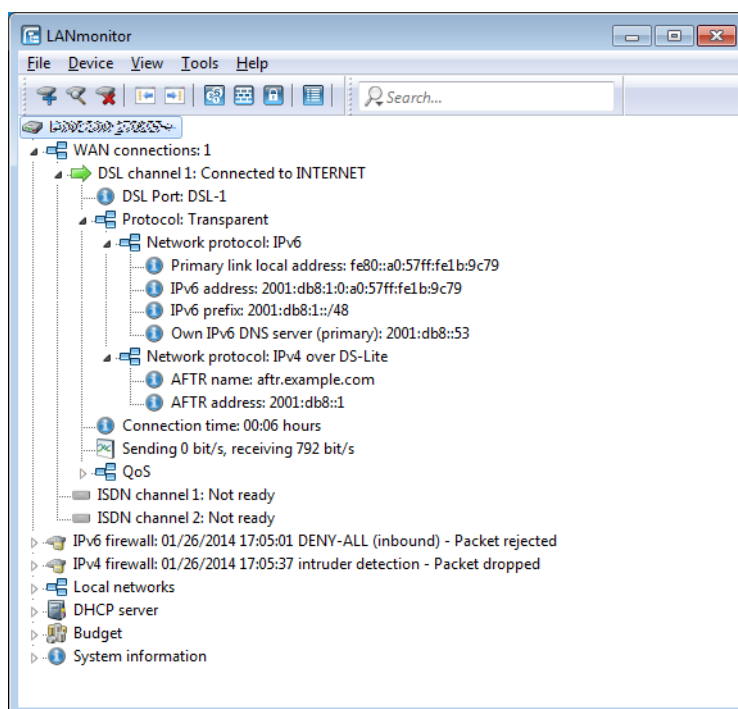 LANmonitor
File Device View Tools Help
Search...
WAN connections: 1
DSL channel 1: Connected to INTERNET
DSL Port: DSL-1
Protocol: Transparent
Network protocol: IPv6
Primary link local address: fe80::a0:57ff:fe1b:9c79
IPv6 address: 2001:db8:1:0:a0:57ff:fe1b:9c79
IPv6 prefix: 2001:db8:1::/48
Own IPv6 DNS server (primary): 2001:db8::53
Network protocol: IPv4 over DS-Lite
AFTR name: aftr.example.com
AFTR address: 2001:db8::1
Connection time: 00:06 hours
Sending 0 bit/s, receiving 792 bit/s
QoS
ISDN channel 1: Not ready
ISDN channel 2: Not ready
IPv6 firewall: 01/26/2014 17:05:01 DENY-ALL (inbound) - Packet rejected
IPv4 firewall: 01/26/2014 17:05:37 intruder detection - Packet dropped
Local networks
DHCP server
Budget
System information